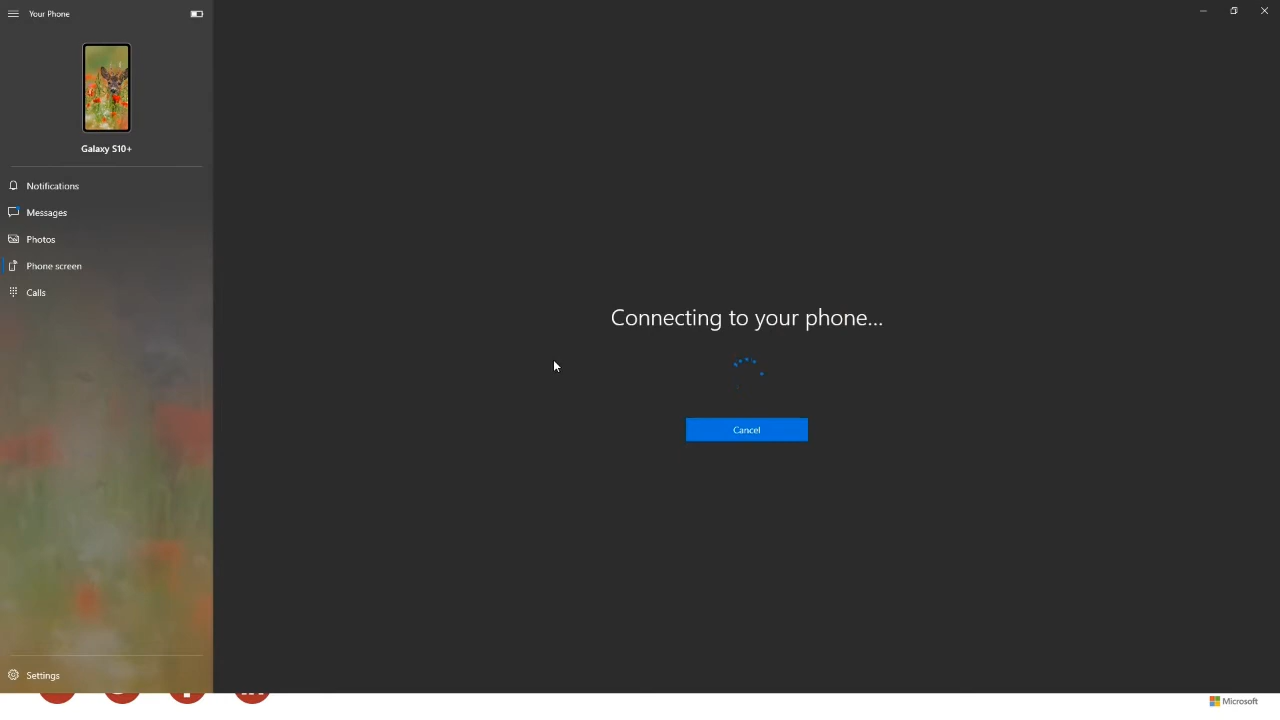 Your Phone
Galaxy S10+
Notifications
Messages
Photos
Phone screen
Calls
Connecting to your phone...
Cancel
Settings
Microsoft